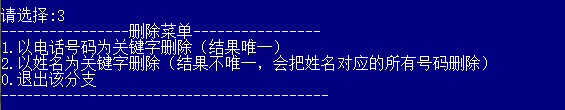 请选择:3
----------------删除菜单----------------
1.以电话号码为关键字删除（结果唯一）
2.以姓名为关键字删除（结果不唯一，会把姓名对应的所有号码删除）
0.退出该分支
-----------------------------------------